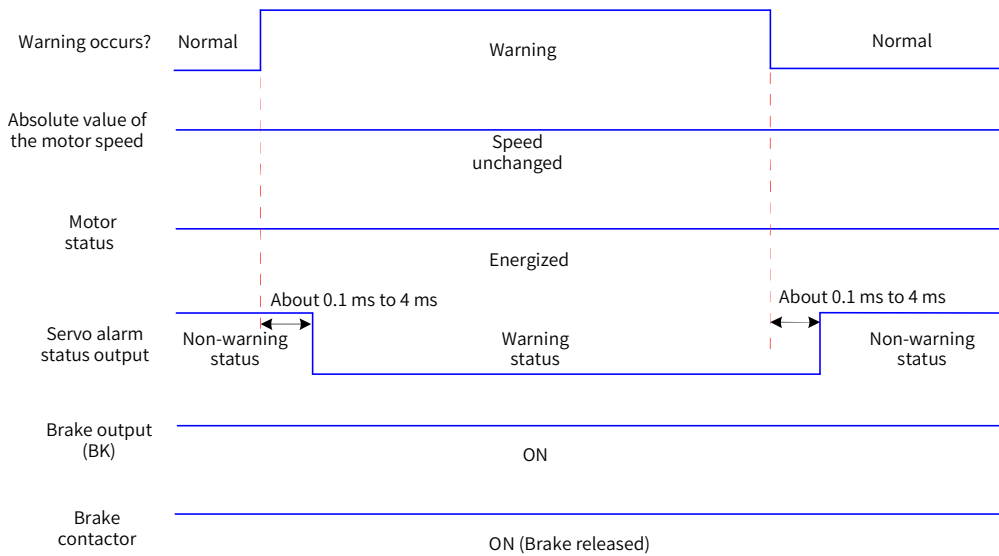 Warning occurs?
Normal
Warning
Normal
Absolute value of
the motor speed
Speed
unchanged
Motor
status
Energized
About 0.1 ms to 4 ms
About 0.1 ms to 4 ms
Servo alarm
status output
Non-warning
status
Warning
status
Non-warning
status
Brake output
(BK)
ON
Brake
contactor
ON (Brake released)